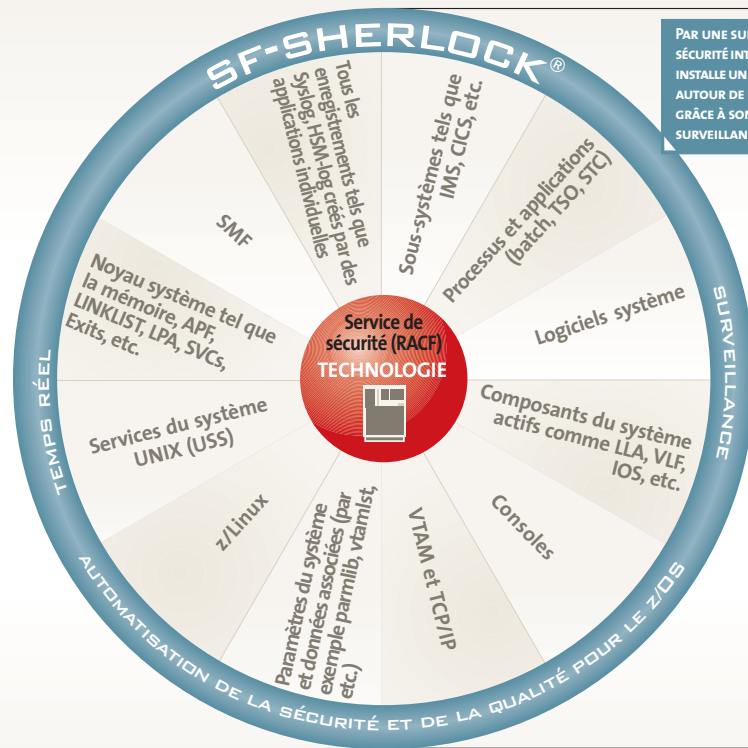 SF-SHERLOCK®
PAR UNE
SÉCURITÉ
INSTALLE UN
AUTOUR DE
GRÂCE À SON
Tous les
enregistrements tels que
Syslog, HSM-log créés par des
applications individuelles
Sous-systèmes tels que
IMS, CICS, etc.
Processus et applications
(batch, TSO, STC)
Logiciels système
Composants du système
actifs comme LLA, VLF,
IOS, etc.
Consoles
VTAM et TCP/IP
Paramètres du système
et données associées (par
exemple parmlib, vtamlst,
etc.)
z/Linux
Services du système
UNIX (USS)
Noyau système tel que
la mémoire, APF,
LINKLIST, LPA, SVCs,
Exits, etc.
SMF
Service de
sécurité (RACF)
TECHNOLOGIE
TEMPS RÉEL
SURVEILLANCE
AUTOMATISATION DE LA SÉCURITÉ ET DE LA QUALITÉ POUR LE Z/OS